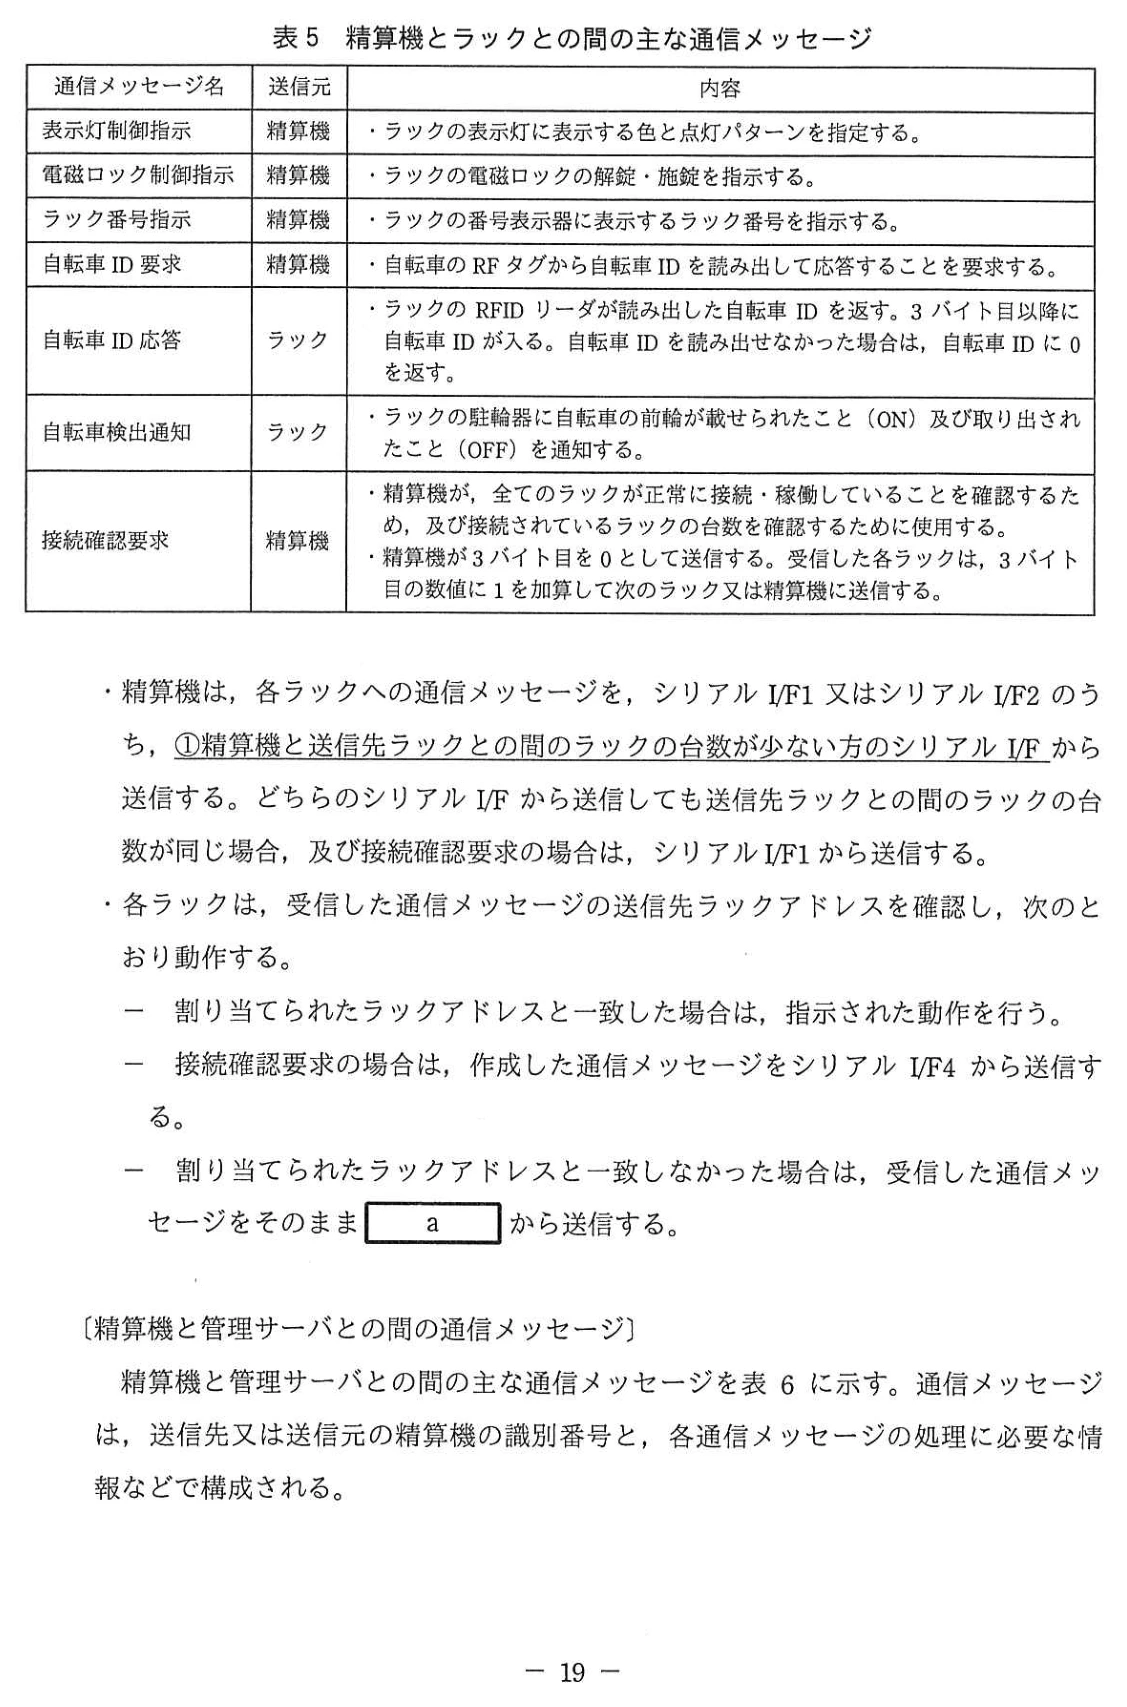 表5　精算機とラックとの間の主な通信メッセージ
通信メッセージ名　送信元　内容
表示灯制御指示　精算機　・ラックの表示灯に表示する色と点灯パターンを指定する。
電磁ロック制御指示　精算機　・ラックの電磁ロックの解錠・施錠を指示する。
ラック番号指示　精算機　・ラックの番号表示器に表示するラック番号を指示する。
自転車 ID 要求　精算機　・自転車の RF タグから自転車 ID を読み出して応答することを要求する。
自転車 ID 応答　ラック　・ラックの RFID リーダが読み出した自転車 ID を返す。3 バイト目以降に
自転車 ID が入る。自転車 ID を読み出せなかった場合は，自転車 ID に 0
を返す。
自転車検出通知　ラック　・ラックの駐輪器に自転車の前輪が載せられたこと（ON）及び取り出され
たこと（OFF）を通知する。
接続確認要求　精算機　・精算機が，全てのラックが正常に接続・稼働していることを確認するた
め，及び接続されているラックの台数を確認するために使用する。
・精算機が 3 バイト目を 0 として送信する。受信した各ラックは，3 バイト
目の数値に 1 を加算して次のラック又は精算機に送信する。
・精算機は，各ラックへの通信メッセージを，シリアル I/F1 又はシリアル I/F2 のう
ち，①精算機と送信先ラックとの間のラックの台数が少ない方のシリアル I/F から
送信する。どちらのシリアル I/F から送信しても送信先ラックとの間のラックの台
数が同じ場合，及び接続確認要求の場合は，シリアル I/F1 から送信する。
・各ラックは，受信した通信メッセージの送信先ラックアドレスを確認し，次のと
おり動作する。
－　割り当てられたラックアドレスと一致した場合は，指示された動作を行う。
－　接続確認要求の場合は，作成した通信メッセージをシリアル I/F4 から送信す
る。
－　割り当てられたラックアドレスと一致しなかった場合は，受信した通信メッ
セージをそのまま a から送信する。
〔精算機と管理サーバとの間の通信メッセージ〕
精算機と管理サーバとの間の主な通信メッセージを表 6 に示す。通信メッセージ
は，送信先又は送信元の精算機の識別番号と，各通信メッセージの処理に必要な情
報などで構成される。
－ 19 －